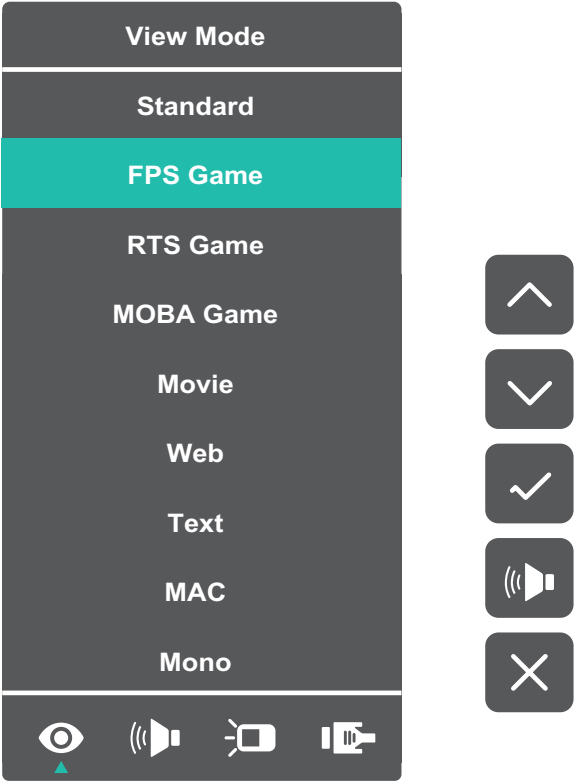 View Mode
Standard
FPS Game
RTS Game
MOBA Game
Movie
Web
Text
MAC
Mono